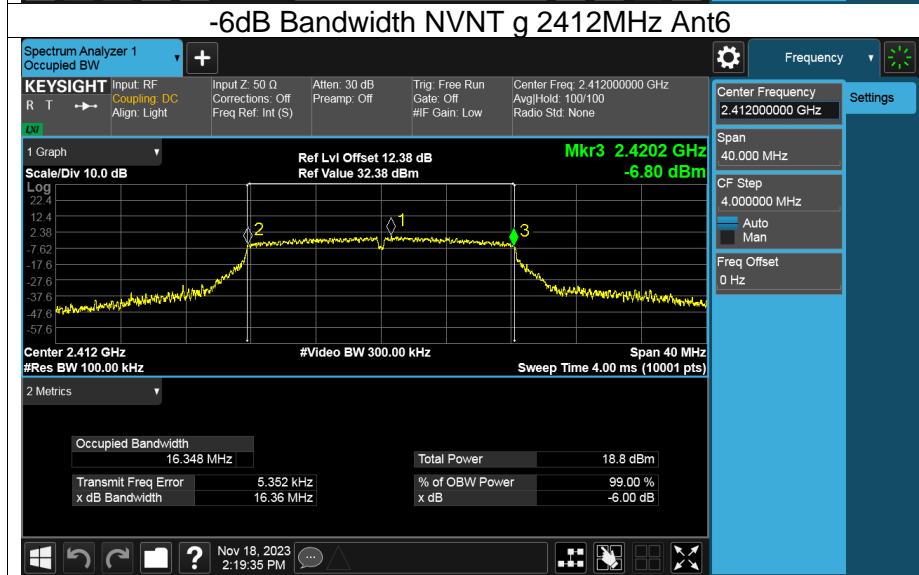 -6dB Bandwidth NVNT g 2412MHz Ant6
Spectrum Analyzer 1
Occupied BW
+
Frequency
KEYSIGHT
R T
LXI
Input: RF
Coupling: DC
Align: Light
Input Z: 50 Ω
Corrections: Off
Freq Ref: Int (S)
Atten: 30 dB
Preamp: Off
Trig: Free Run
Gate: Off
#IF Gain: Low
Center Freq: 2.412000000 GHz
Avg|Hold: 100/100
Radio Std: None
Center Frequency
2.412000000 GHz
Settings
Span
40.000 MHz
CF Step
4.000000 MHz
Auto
Man
Freq Offset
0 Hz
1 Graph
Scale/Div 10.0 dB
Ref Lvl Offset 12.38 dB
Ref Value 32.38 dBm
Mkr3 2.4202 GHz
-6.80 dBm
Log
22.4
12.4
2.38
-7.62
-17.6
-27.6
-37.6
-47.6
-57.6
2
1
3
Center 2.412 GHz
#Res BW 100.00 kHz
#Video BW 300.00 kHz
Span 40 MHz
Sweep Time 4.00 ms (10001 pts)
2 Metrics
Occupied Bandwidth
16.348 MHz
Transmit Freq Error 5.352 kHz
x dB Bandwidth 16.36 MHz
Total Power 18.8 dBm
% of OBW Power 99.00 %
x dB -6.00 dB
?
Nov 18, 2023
2:19:35 PM